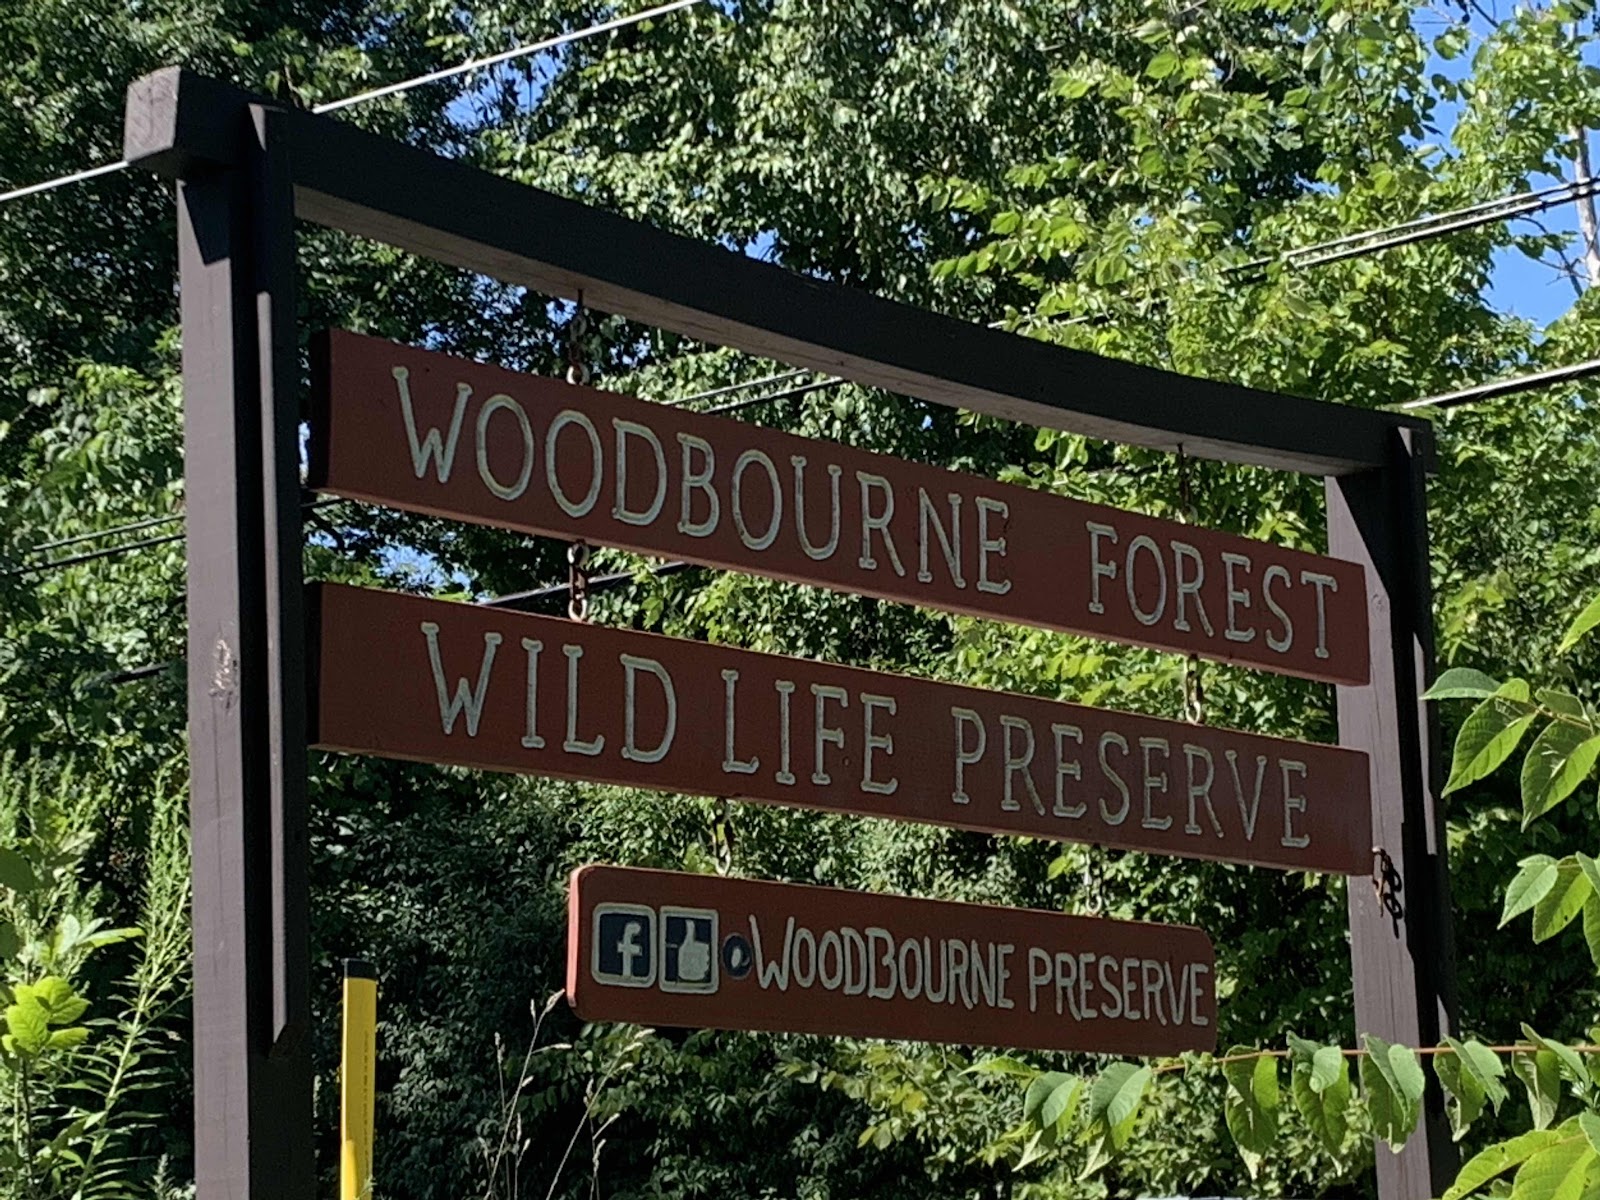 WOODBOURNE FOREST
WILD LIFE PRESERVE
f @WOODBOURNE PRESERVE